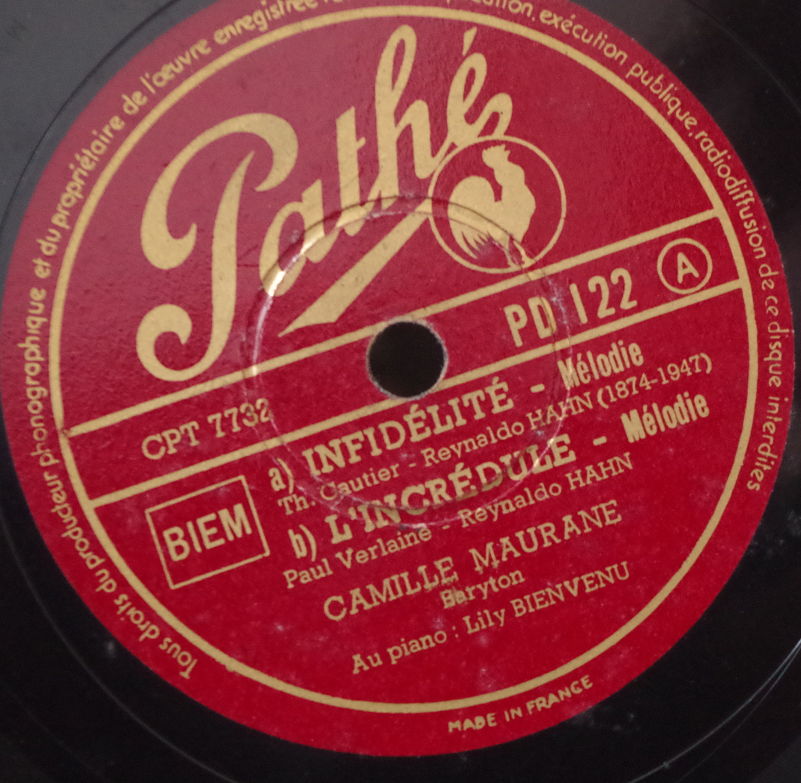 Tous droits du producteur phonographique et du propriétaire de l'œuvre enregistrée exécution publique, radiodiffusion de ce disque interdites
Pathé
PD 122 A
CPT 7732
a) INFIDÉLITÉ - Mélodie
Th. Gautier - Reynaldo HAHN (1874-1947)
b) L'INCRÉDULE - Mélodie
Paul Verlaine - Reynaldo HAHN
BIEM
CAMILLE MAURANE
Baryton
Au piano : Lily BIENVENU
MADE IN FRANCE